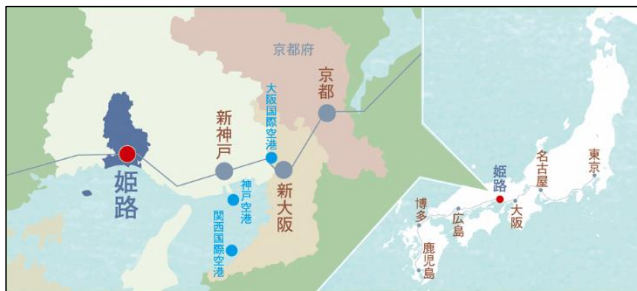 京都府
京都
大阪国際空港
新神戸
姫路
新大阪
神戸空港
関西国際空港
東京
名古屋
姫路
大阪
広島
博多
鹿児島